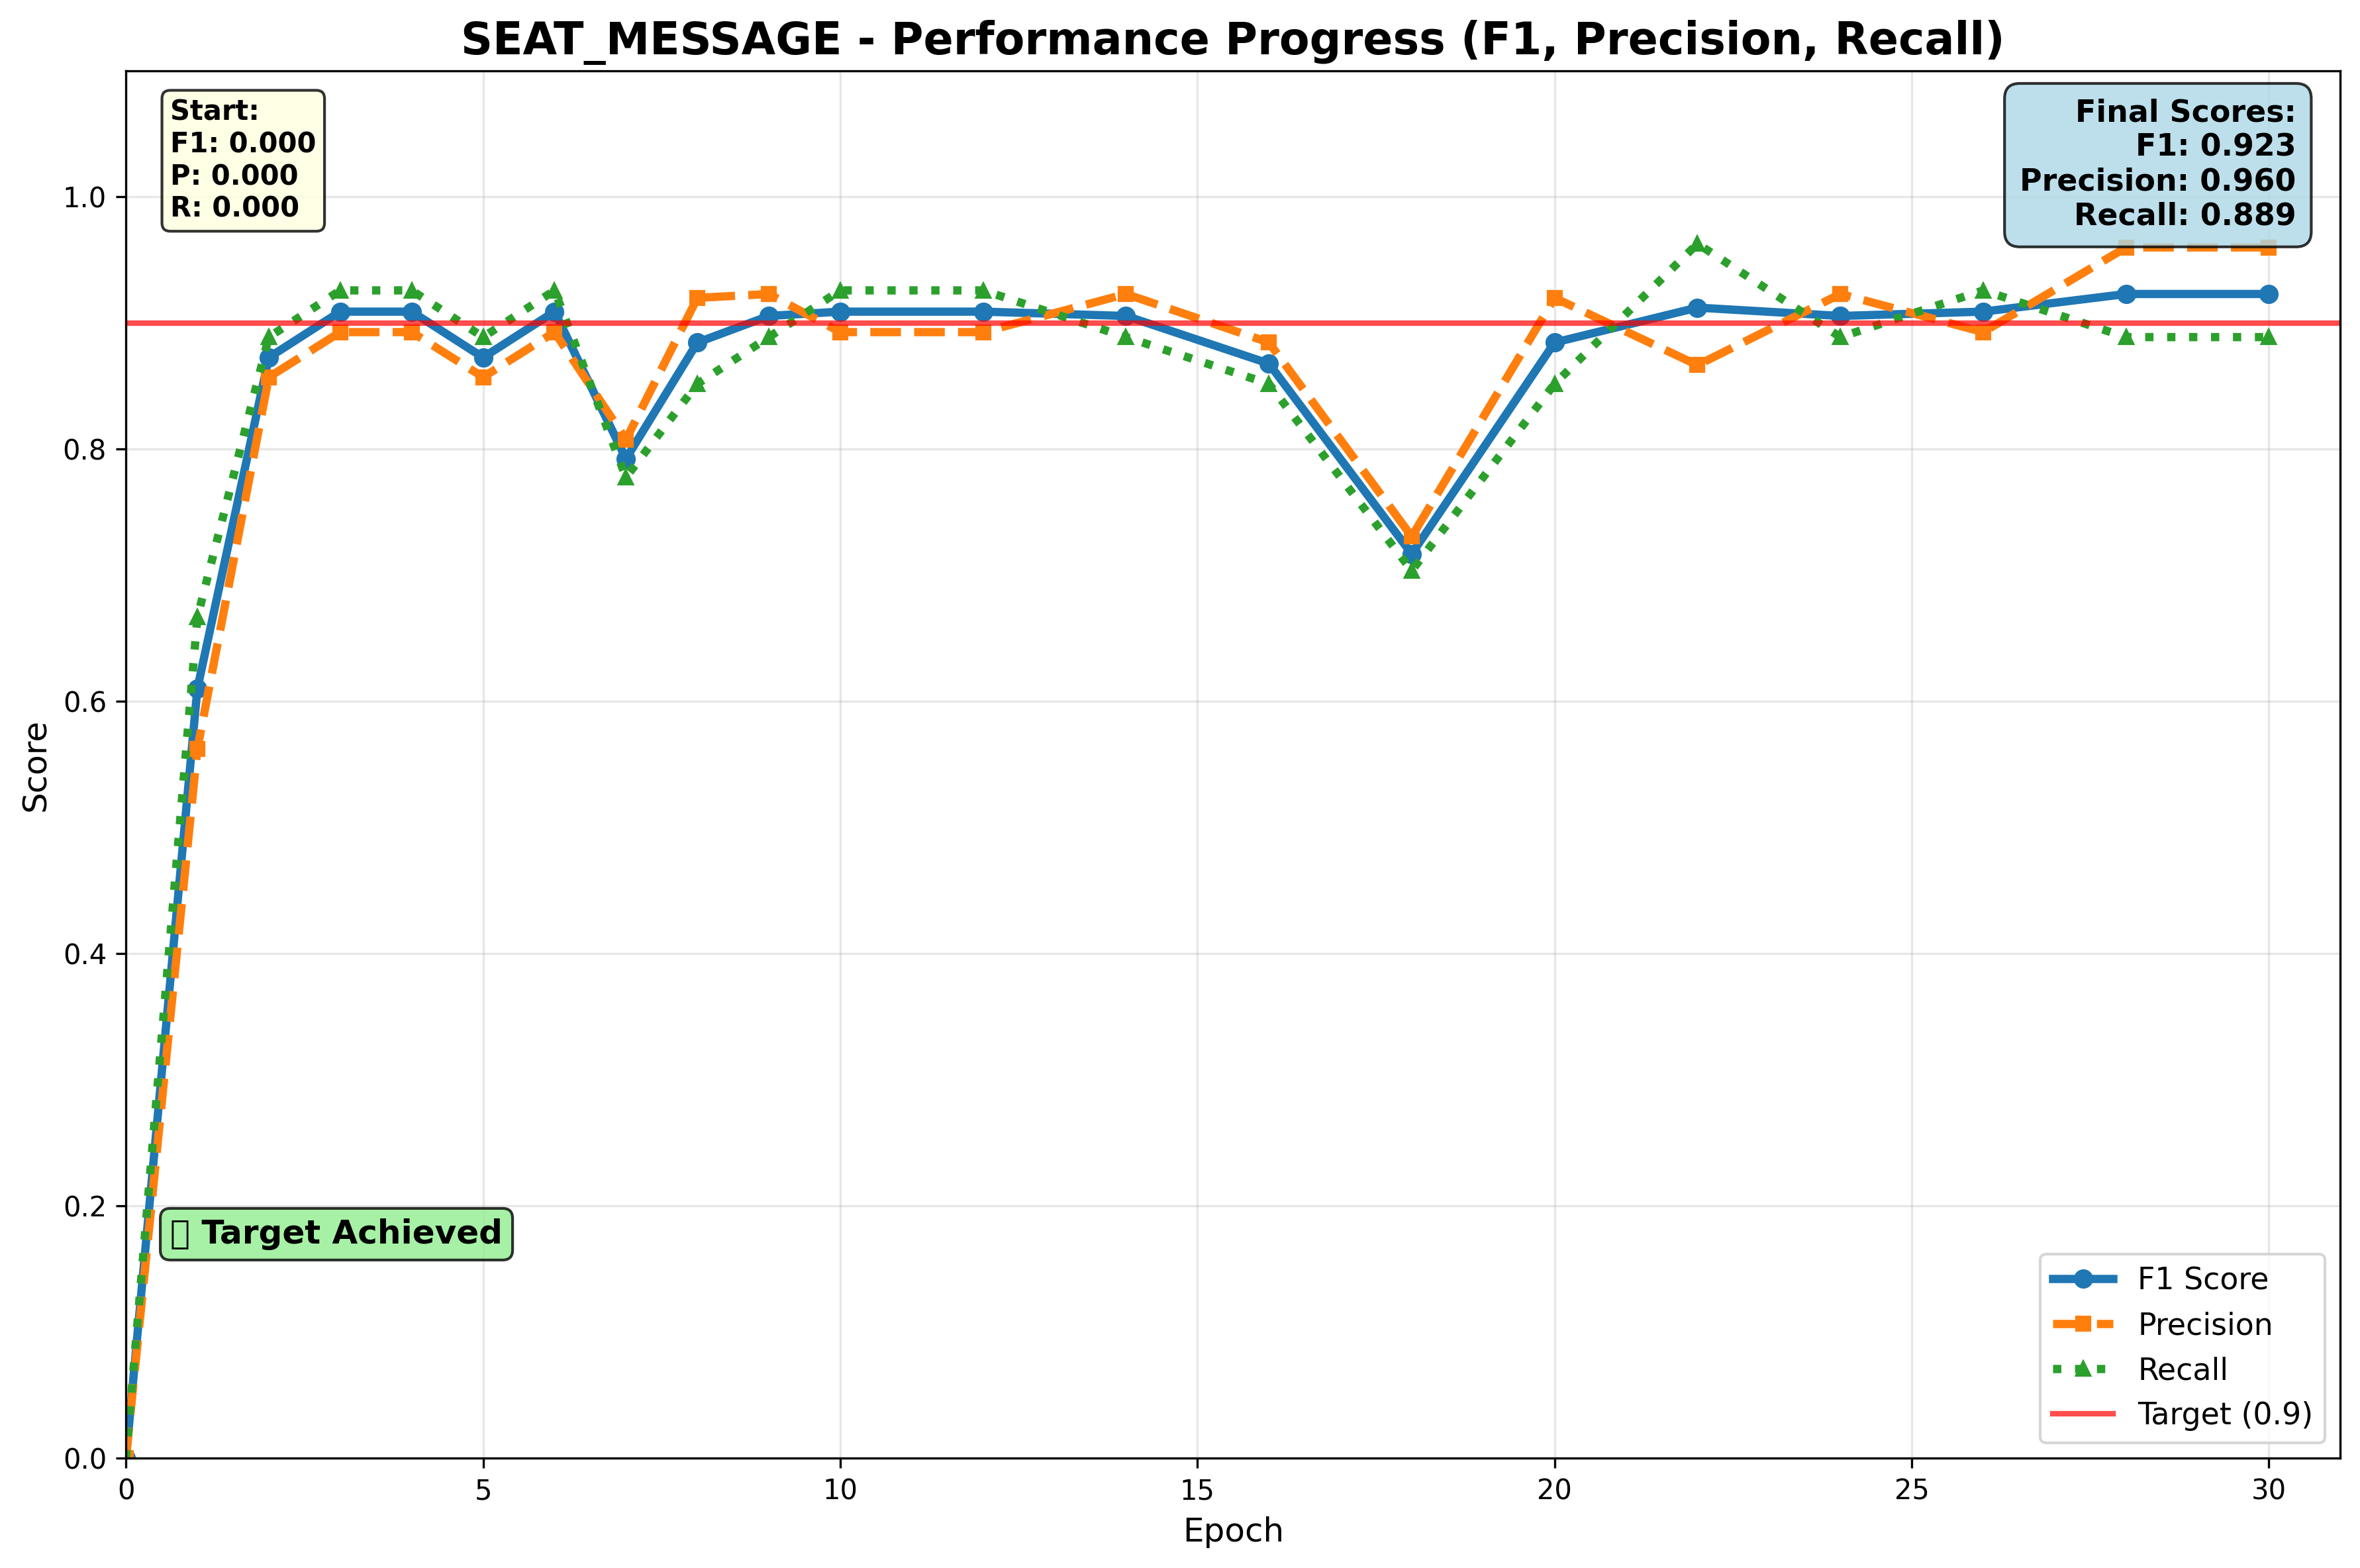 SEAT_MESSAGE - Performance Progress (F1, Precision, Recall)
Start:
F1: 0.000
P: 0.000
R: 0.000
Final Scores:
F1: 0.923
Precision: 0.960
Recall: 0.889
1.0
0.8
0.6
0.4
0.2
0.0
Score
Target Achieved
F1 Score
Precision
Recall
Target (0.9)
0 5 10 15 20 25 30
Epoch